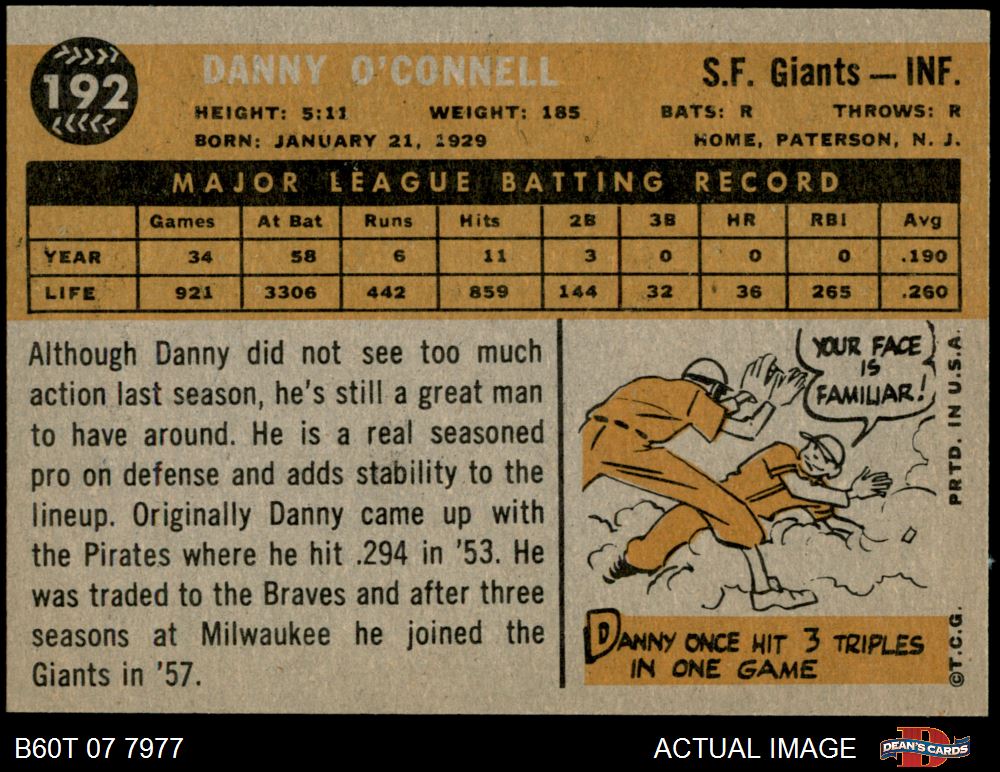 192
DANNY O'CONNELL
S.F. Giants — INF.
HEIGHT: 5:11 WEIGHT: 185 BATS: R THROWS: R
BORN: JANUARY 21, 1929 HOME, PATERSON, N. J.
MAJOR LEAGUE BATTING RECORD
Games At Bat Runs Hits 2B 3B HR RBI Avg
YEAR 34 58 6 11 3 0 0 0 .190
LIFE 921 3306 442 859 144 32 36 265 .260
Although Danny did not see too much
action last season, he's still a great man
to have around. He is a real seasoned
pro on defense and adds stability to the
lineup. Originally Danny came up with
the Pirates where he hit .294 in '53. He
was traded to the Braves and after three
seasons at Milwaukee he joined the
Giants in '57.
YOUR FACE
IS
FAMILIAR!
DANNY ONCE HIT 3 TRIPLES
IN ONE GAME
©T.C.G. PRTD. IN U.S.A.
B60T 07 7977
ACTUAL IMAGE
D
DEAN'S CARDS